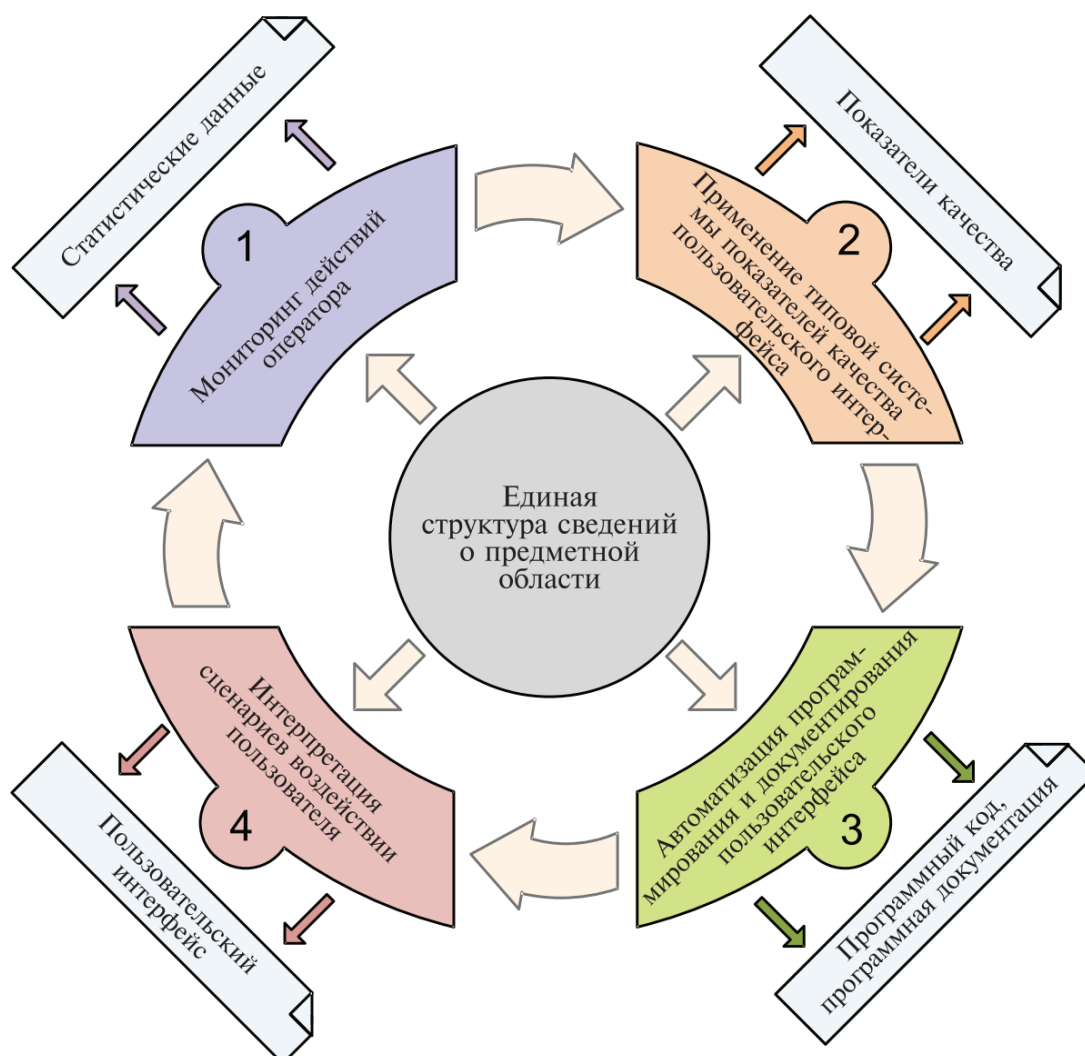 Статистические данные
1
Мониторинг действий
оператора
Показатели качества
2
Применение типовой систе-
мы показателей качества
пользовательского интер-
фейса
Единая
структура сведений
о предметной
области
Автоматизация програм-
мирования и документирования
пользовательского
интерфейса
3
Программный код,
программная документация
Интерпретация
сценариев воздействии
пользователя
4
Пользовательский
интерфейс